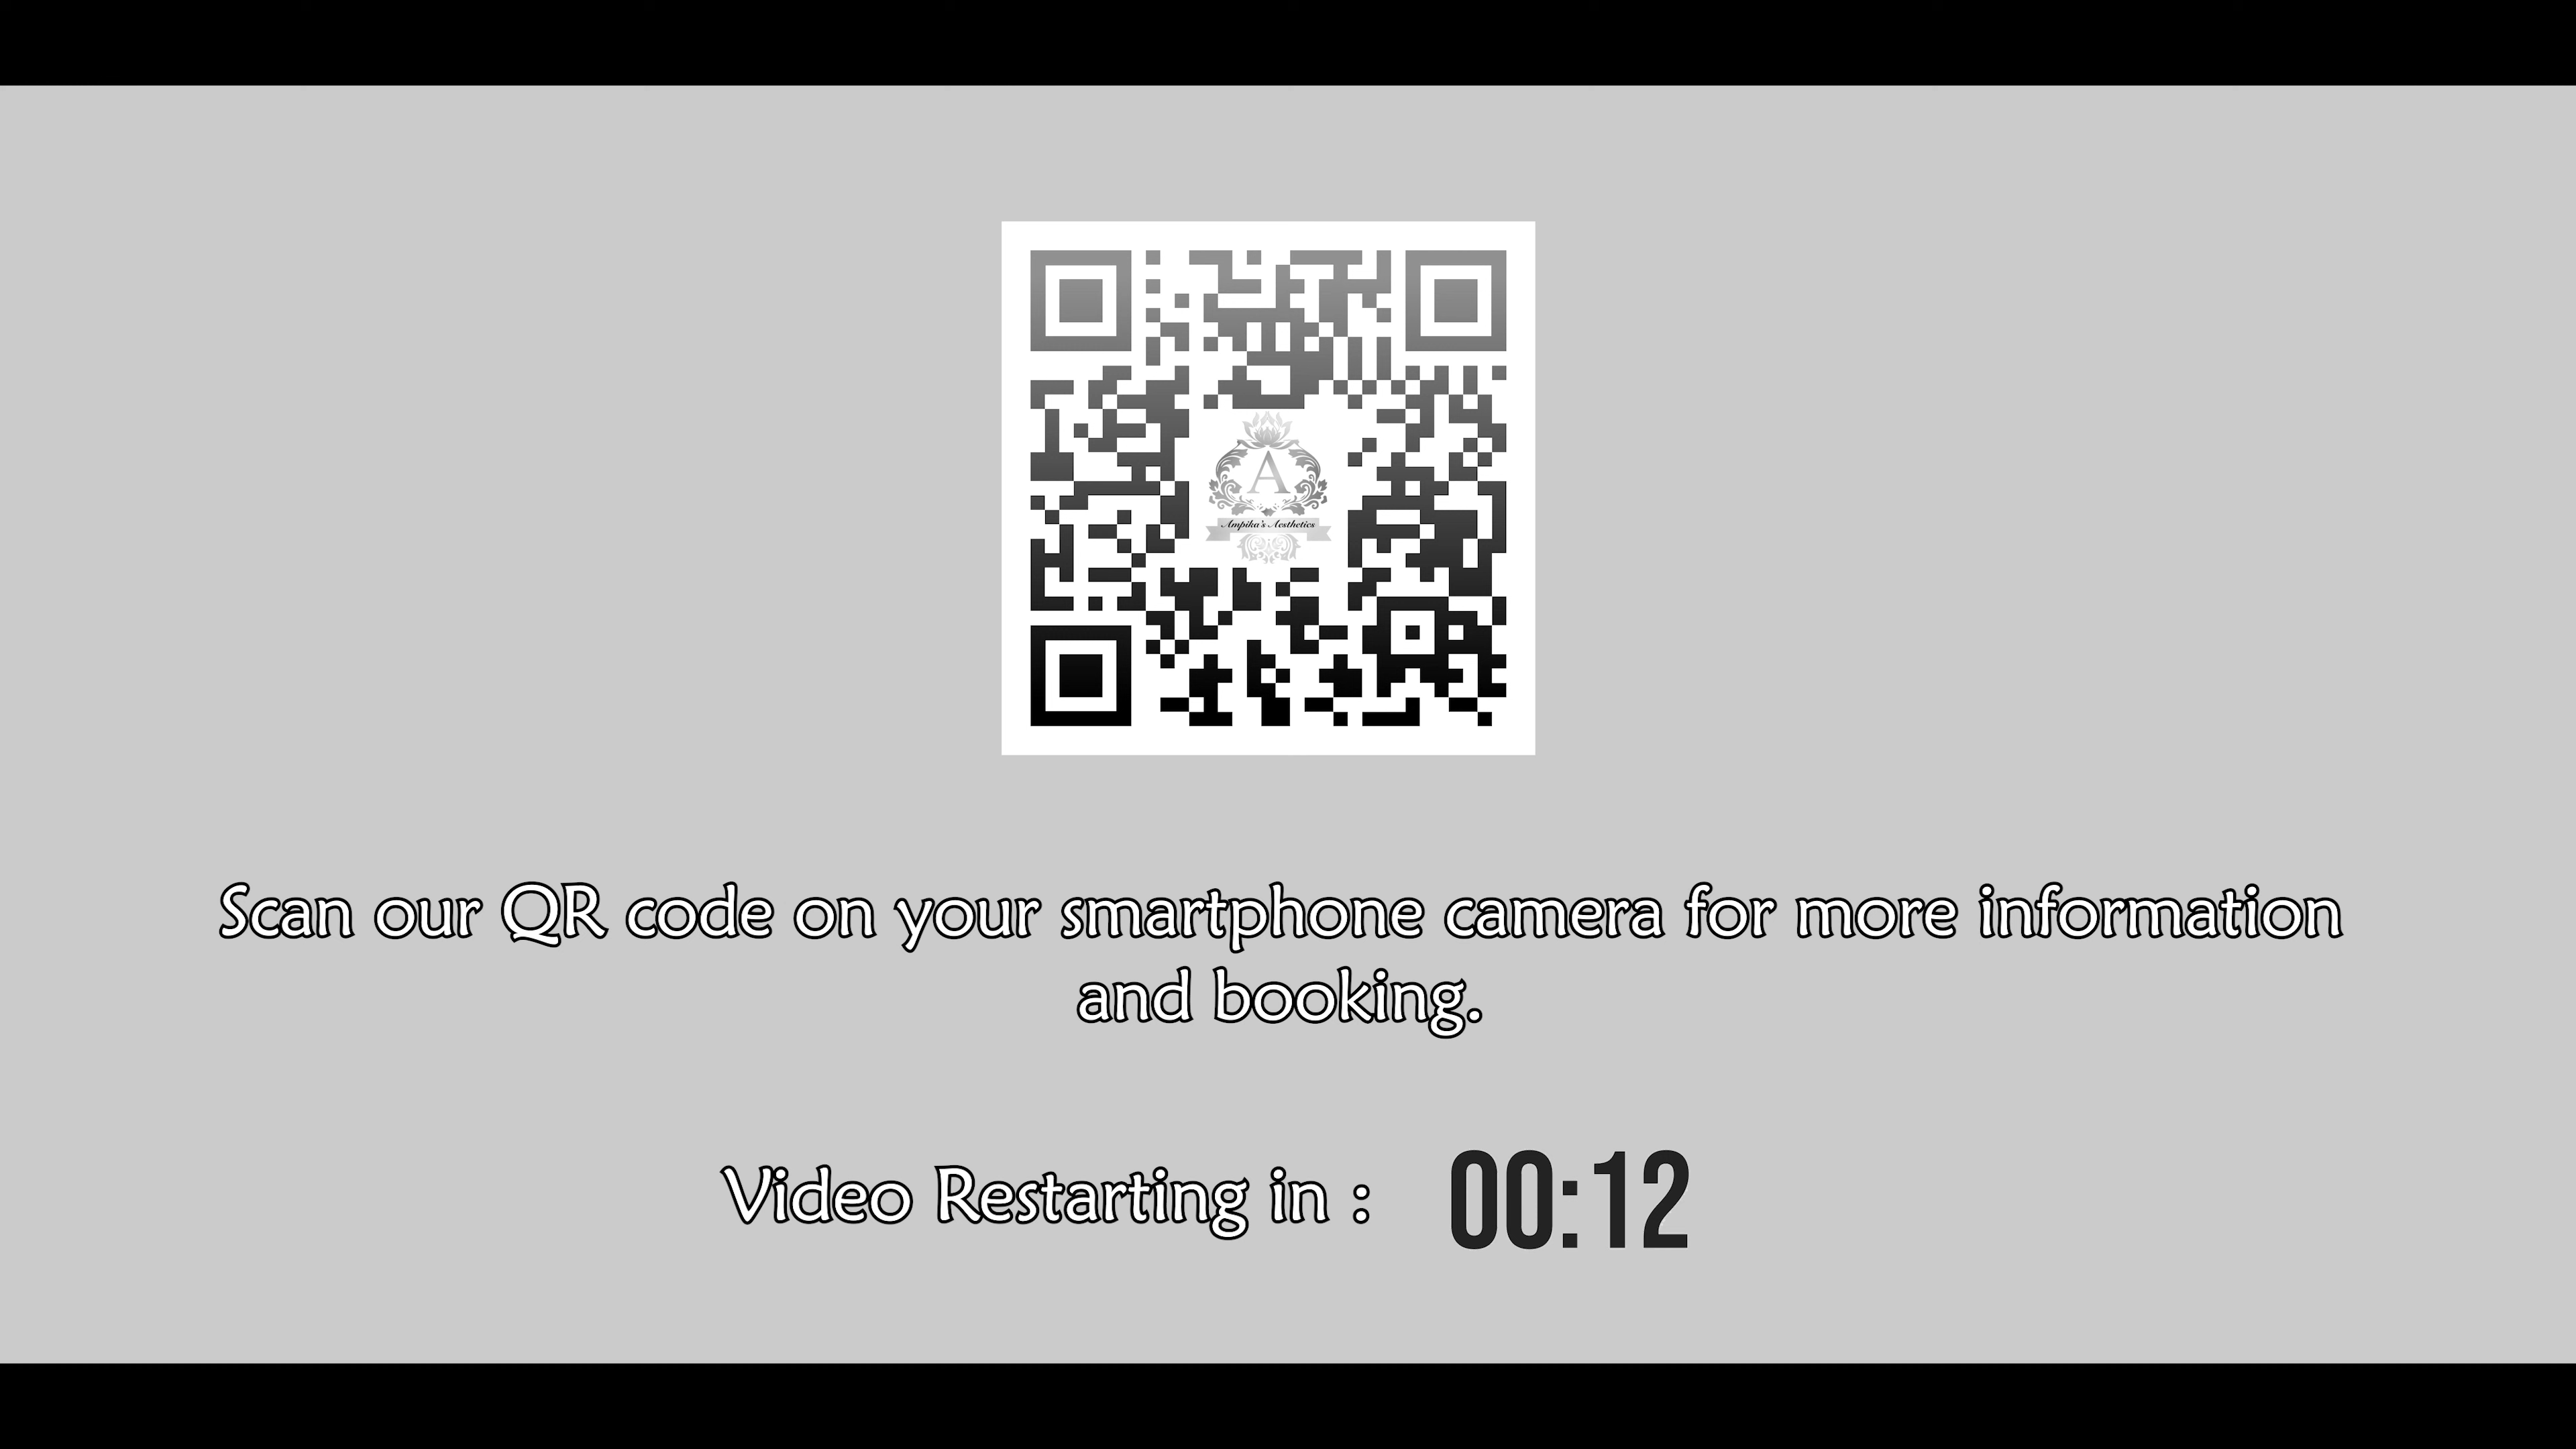 A
Ampika's Aesthetics
Scan our QR code on your smartphone camera for more information
and booking.
Video Restarting in : 00:12